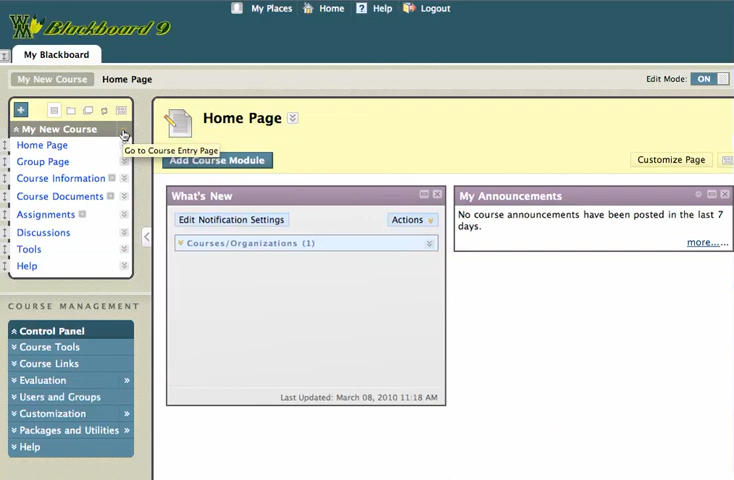 My Places
Home
Help
Logout
WM
Blackboard 9
My Blackboard
My New Course
Home Page
Edit Mode:
ON
My New Course
Home Page
Group Page
Course Information
Course Documents
Assignments
Discussions
Tools
Help
Go to Course Entry Page
Home Page
Add Course Module
Customize Page
What's New
Edit Notification Settings
Actions
Courses/Organizations (1)
Last Updated: March 08, 2010 11:18 AM
My Announcements
No course announcements have been posted in the last 7
days.
more... ...
COURSE MANAGEMENT
Control Panel
Course Tools
Course Links
Evaluation
Users and Groups
Customization
Packages and Utilities
Help